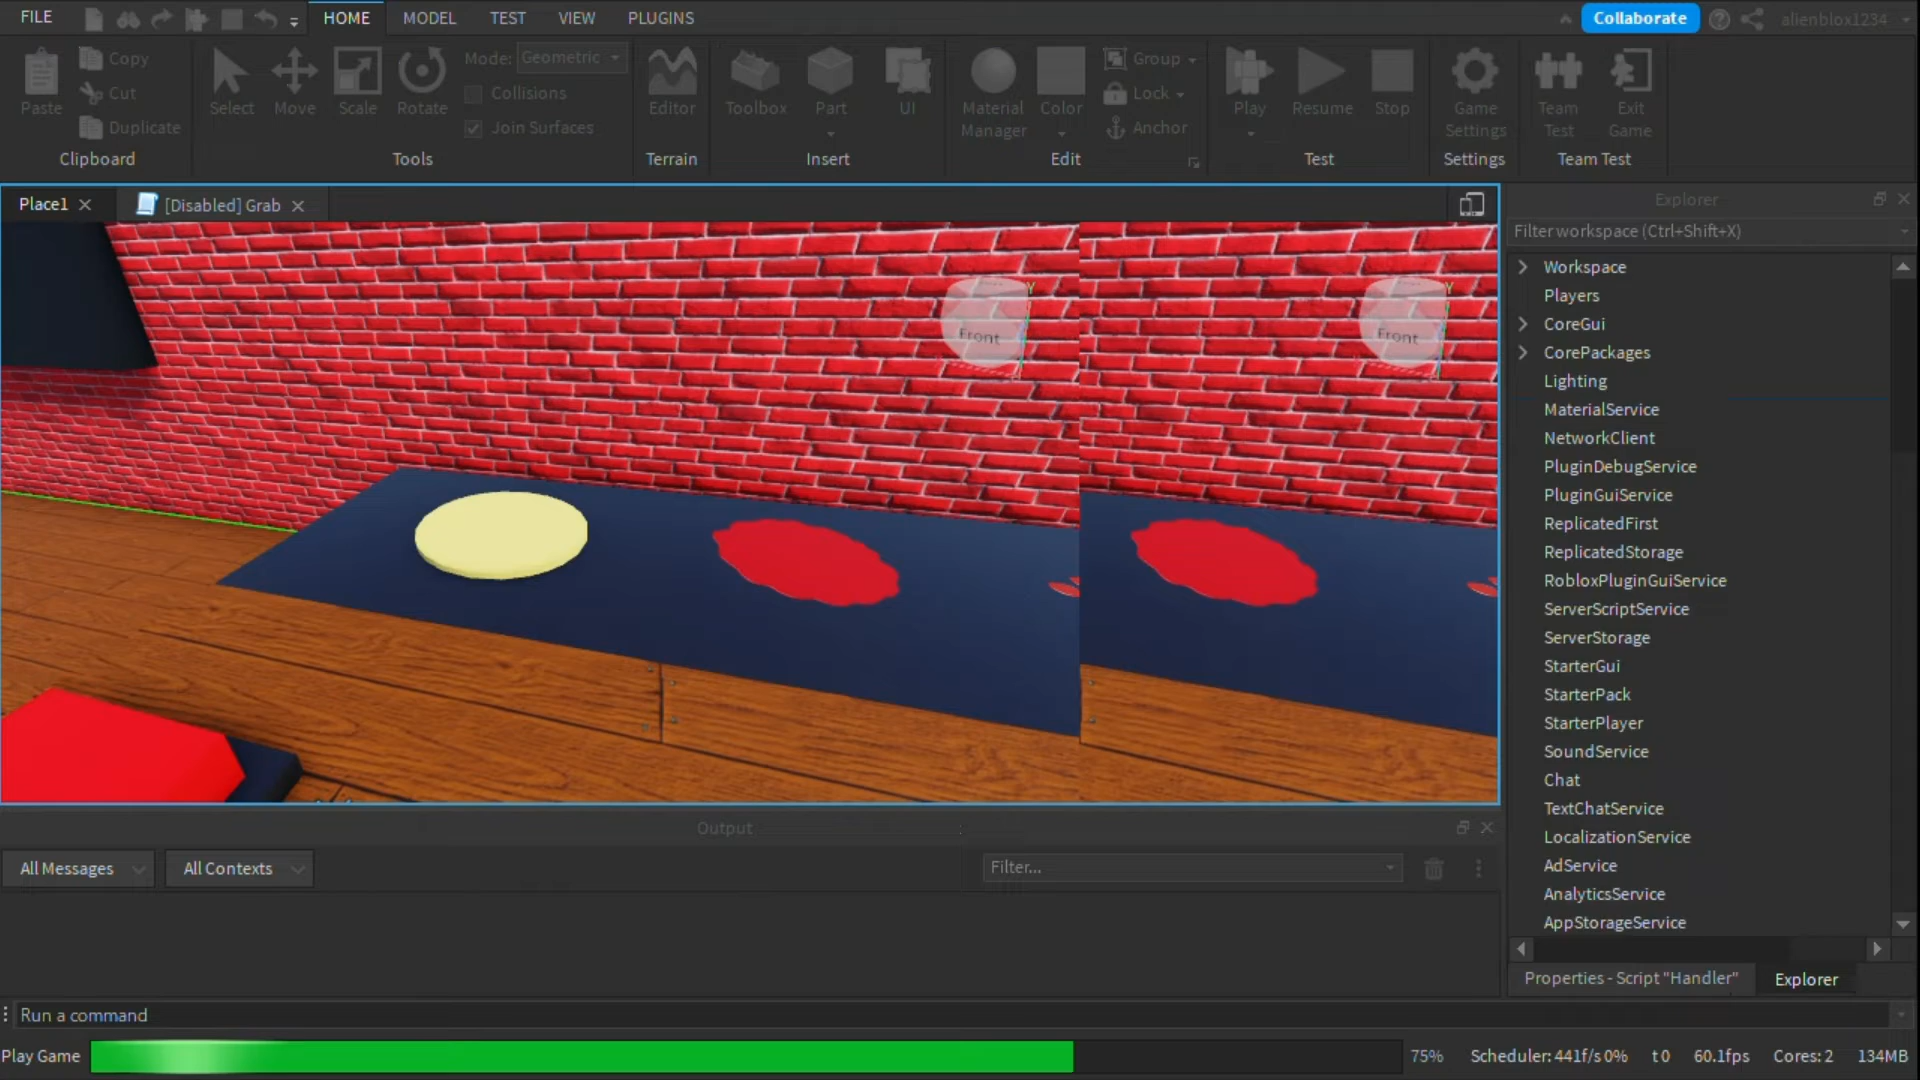 FILE
HOME
MODEL
TEST
VIEW
PLUGINS
Collaborate
alienblox1234
Paste
Copy
Cut
Duplicate
Clipboard
Select
Move
Scale
Rotate
Mode: Geometric
Collisions
Join Surfaces
Tools
Editor
Terrain
Toolbox
Part
UI
Insert
Material
Manager
Color
Group
Lock
Anchor
Edit
Play
Resume
Stop
Test
Game
Settings
Settings
Team
Test
Exit
Game
Team Test
Place1
[Disabled] Grab
Front
Y
Front
Y
Explorer
Filter workspace (Ctrl+Shift+X)
Workspace
Players
CoreGui
CorePackages
Lighting
MaterialService
NetworkClient
PluginDebugService
PluginGuiService
ReplicatedFirst
ReplicatedStorage
RobloxPluginGuiService
ServerScriptService
ServerStorage
StarterGui
StarterPack
StarterPlayer
SoundService
Chat
TextChatService
LocalizationService
AdService
AnalyticsService
AppStorageService
Properties - Script "Handler"
Explorer
Output
All Messages
All Contexts
Filter...
Run a command
Play Game
75%
Scheduler: 441f/s 0%
t 0
60.1fps
Cores: 2
134MB